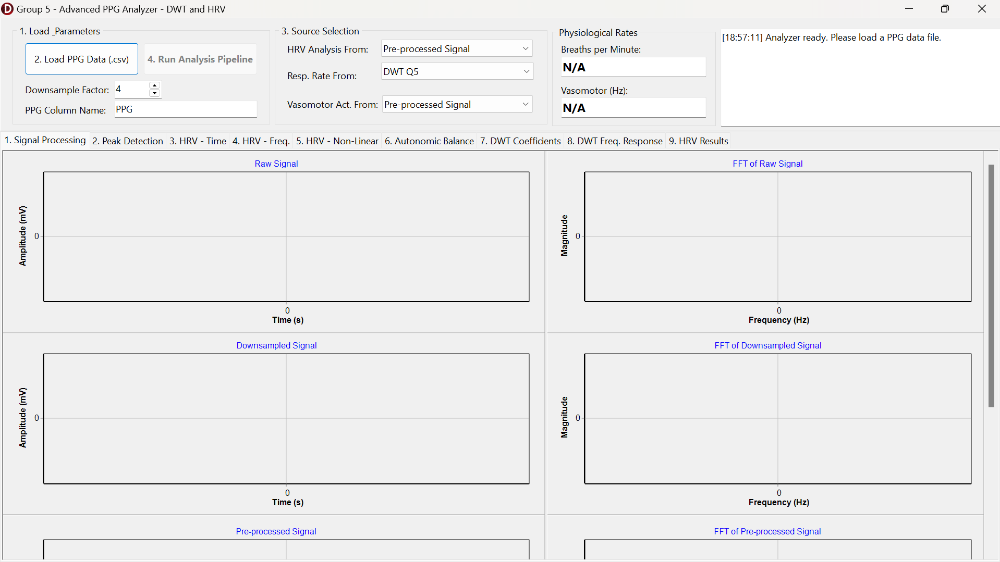 Group 5 - Advanced PPG Analyzer - DWT and HRV
1. Load _Parameters
2. Load PPG Data (.csv)
4. Run Analysis Pipeline
Downsample Factor:
4
PPG Column Name:
PPG
3. Source Selection
HRV Analysis From:
Pre-processed Signal
Resp. Rate From:
DWT Q5
Vasomotor Act. From:
Pre-processed Signal
Physiological Rates
Breaths per Minute:
N/A
Vasomotor (Hz):
N/A
[18:57:11] Analyzer ready. Please load a PPG data file.
1. Signal Processing
2. Peak Detection
3. HRV - Time
4. HRV - Freq.
5. HRV - Non-Linear
6. Autonomic Balance
7. DWT Coefficients
8. DWT Freq. Response
9. HRV Results
Raw Signal
Amplitude (mV)
0
0
Time (s)
FFT of Raw Signal
Magnitude
0
0
Frequency (Hz)
Downsampled Signal
Amplitude (mV)
0
0
Time (s)
FFT of Downsampled Signal
Magnitude
0
0
Frequency (Hz)
Pre-processed Signal
FFT of Pre-processed Signal